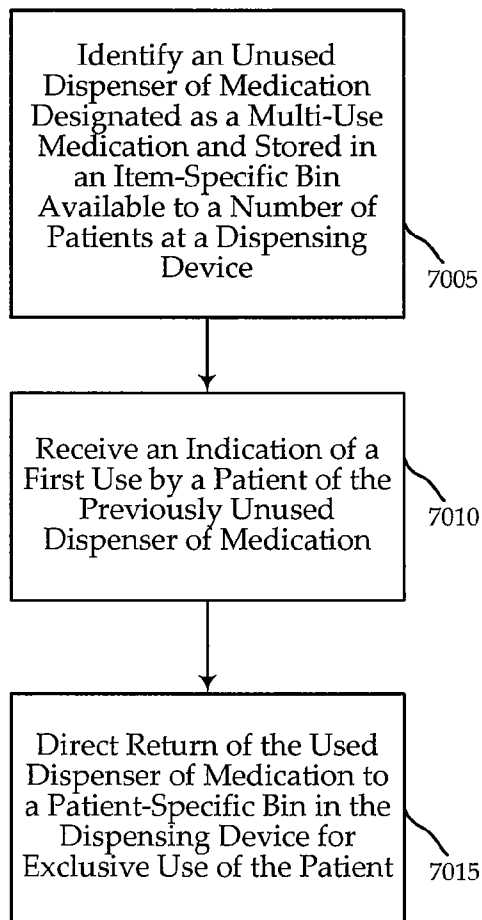 Identify an Unused
Dispenser of Medication
Designated as a Multi-Use
Medication and Stored in
an Item-Specific Bin
Available to a Number of
Patients at a Dispensing
Device
7005
Receive an Indication of a
First Use by a Patient of the
Previously Unused
Dispenser of Medication
7010
Direct Return of the Used
Dispenser of Medication to
a Patient-Specific Bin in the
Dispensing Device for
Exclusive Use of the Patient
7015